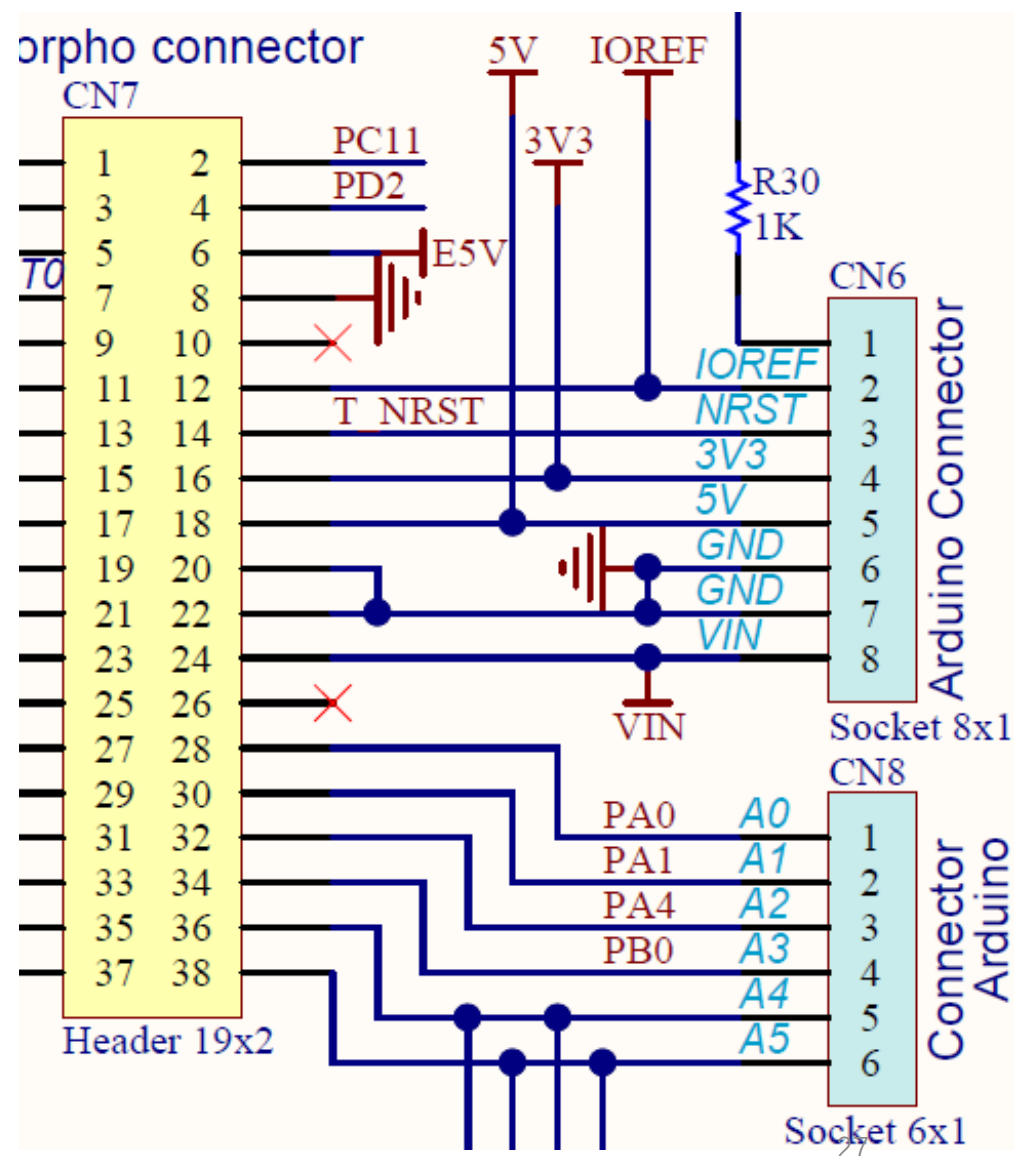 orpho connector
CN7
5V
IOREF
3V3
1 2 PC11
3 4 PD2
5 6 E5V
T0
7 8
9 10
11 12
13 14 T_NRST
15 16
17 18
19 20
21 22
23 24
25 26
27 28
29 30
31 32
33 34
35 36
37 38
Header 19x2
R30
1K
CN6
1
IOREF 2
NRST 3
3V3 4
5V 5
GND 6
GND 7
VIN 8
VIN
Socket 8x1
Arduino Connector
CN8
PA0 A0 1
PA1 A1 2
PA4 A2 3
PB0 A3 4
A4 5
A5 6
Socket 6x1
Connector
Arduino
27